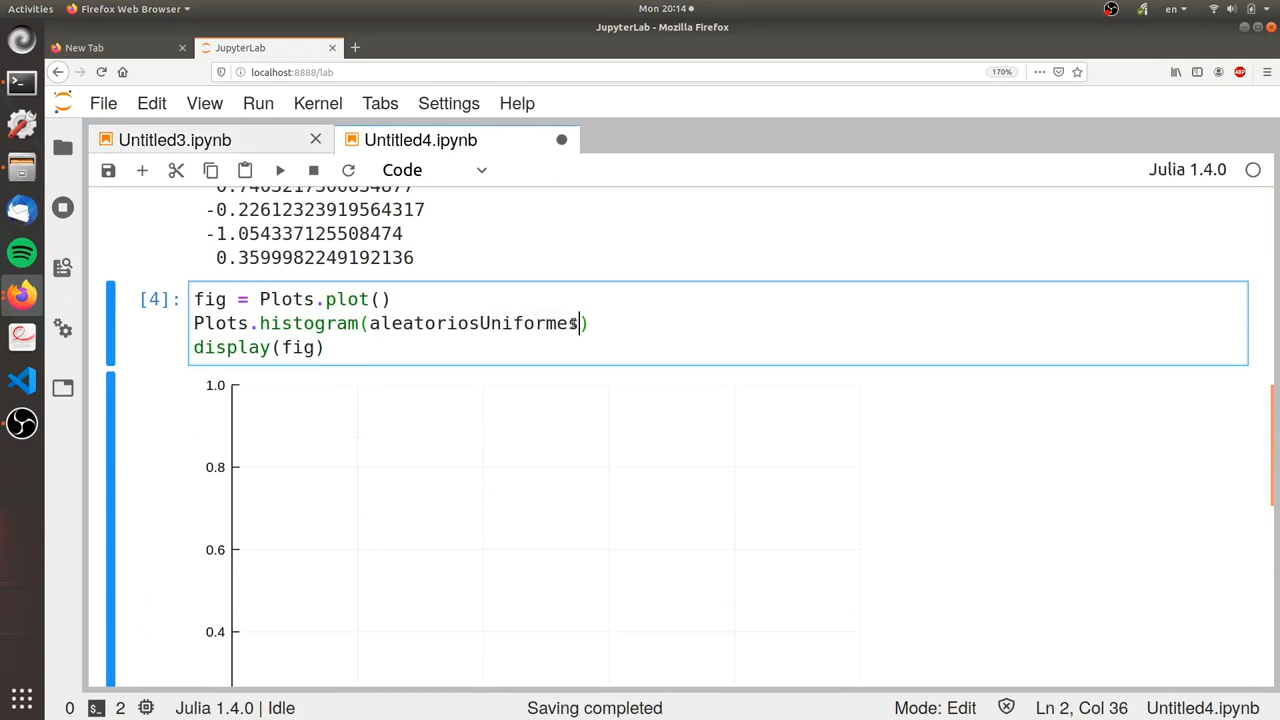 Activities Firefox Web Browser Mon 20:14 en
JupyterLab - Mozilla Firefox
New Tab JupyterLab
localhost:8888/lab 170% ABP
File Edit View Run Kernel Tabs Settings Help
Untitled3.ipynb Untitled4.ipynb
Code Julia 1.4.0
-0.22612323919564317
-1.054337125508474
0.3599982249192136
[4]: fig = Plots.plot()
Plots.histogram(aleatoriosUniformes)
display(fig)
1.0
0.8
0.6
0.4
0 2 Julia 1.4.0 | Idle Saving completed Mode: Edit Ln 2, Col 36 Untitled4.ipynb